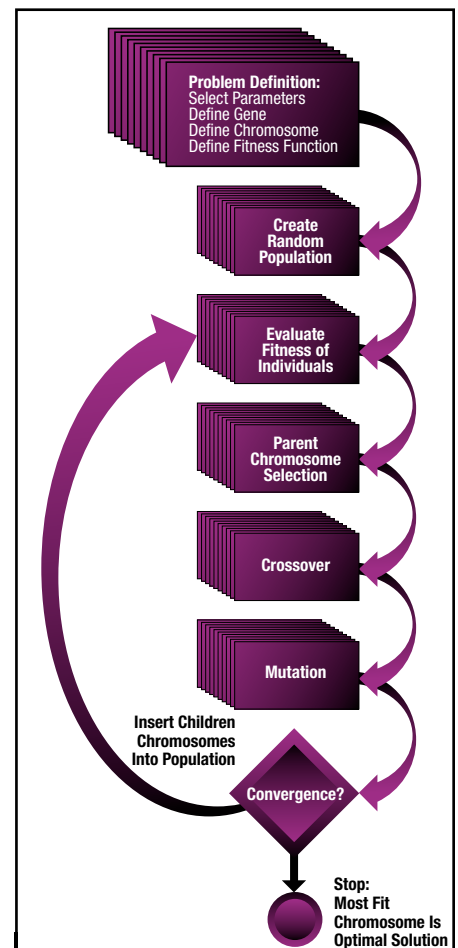 Problem Definition:
Select Parameters
Define Gene
Define Chromosome
Define Fitness Function
Create
Random
Population
Evaluate
Fitness of
Individuals
Parent
Chromosome
Selection
Crossover
Mutation
Insert Children
Chromosomes
Into Population
Convergence?
Stop:
Most Fit
Chromosome Is
Optimal Solution